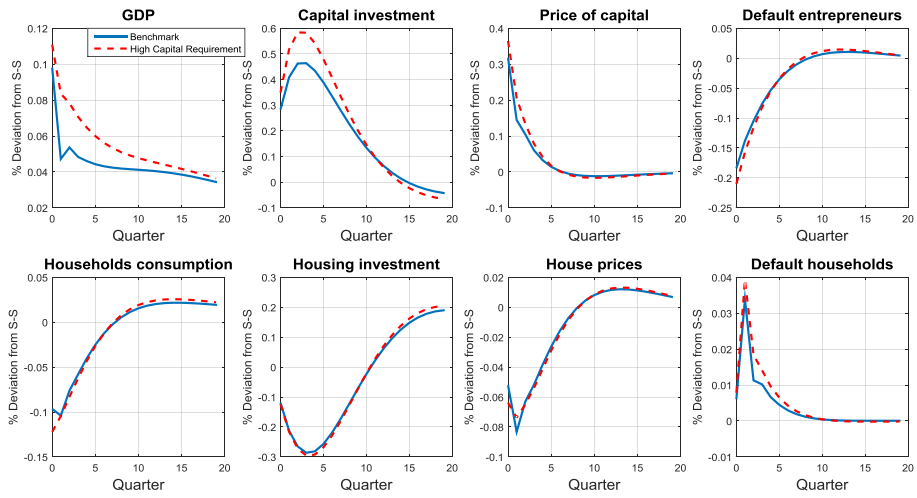 GDP
Benchmark
High Capital Requirement
% Deviation from S-S
0.12
0.1
0.08
0.06
0.04
0.02
0 5 10 15 20
Quarter
Capital investment
% Deviation from S-S
0.6
0.5
0.4
0.3
0.2
0.1
0
-0.1
0 5 10 15 20
Quarter
Price of capital
% Deviation from S-S
0.4
0.3
0.2
0.1
0
-0.1
0 5 10 15 20
Quarter
Default entrepreneurs
% Deviation from S-S
0.05
0
-0.05
-0.1
-0.15
-0.2
-0.25
0 5 10 15 20
Quarter
Households consumption
% Deviation from S-S
0.05
0
-0.05
-0.1
-0.15
0 5 10 15 20
Quarter
Housing investment
% Deviation from S-S
0.3
0.2
0.1
0
-0.1
-0.2
-0.3
0 5 10 15 20
Quarter
House prices
% Deviation from S-S
0.02
0
-0.02
-0.04
-0.06
-0.08
-0.1
0 5 10 15 20
Quarter
Default households
% Deviation from S-S
0.04
0.03
0.02
0.01
0
-0.01
0 5 10 15 20
Quarter